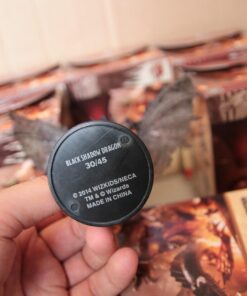 BLACK SHADOW DRAGON
30/45
© 2014 WIZKIDS/NECA
TM & © Wizards
MADE IN CHINA